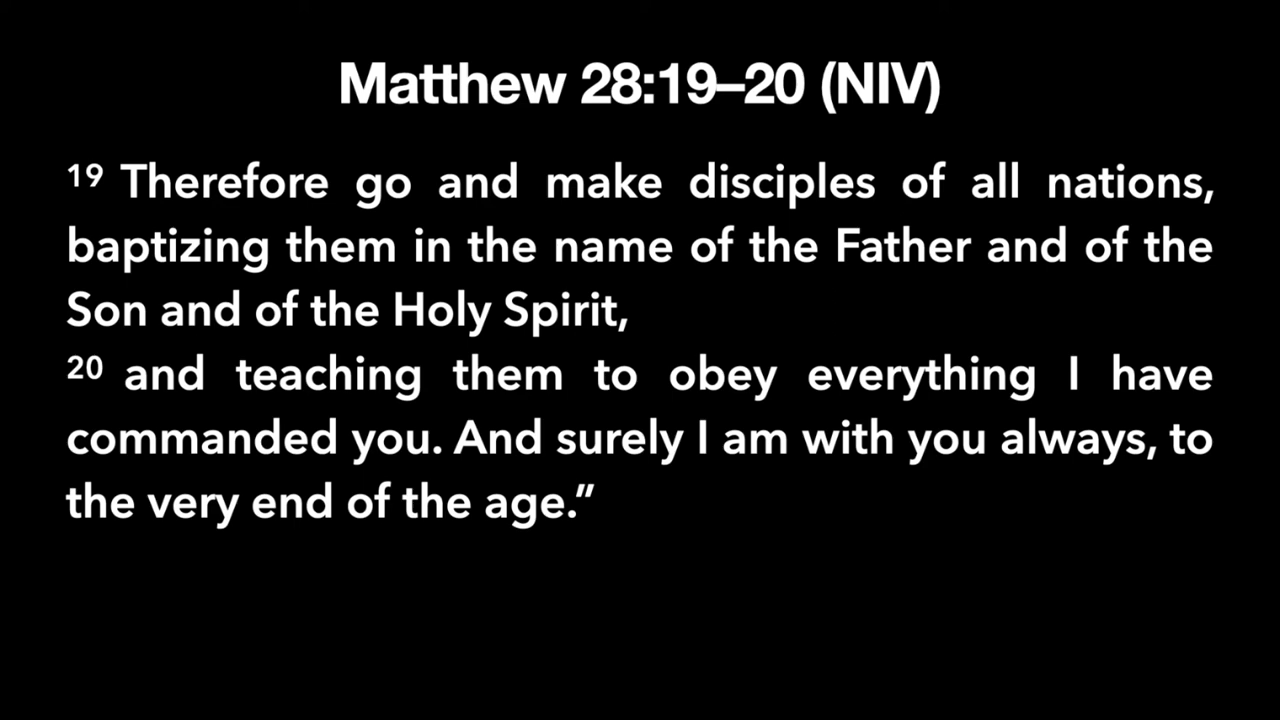 Matthew 28:19–20 (NIV)
19 Therefore go and make disciples of all nations,
baptizing them in the name of the Father and of the
Son and of the Holy Spirit,
20 and teaching them to obey everything I have
commanded you. And surely I am with you always, to
the very end of the age.”